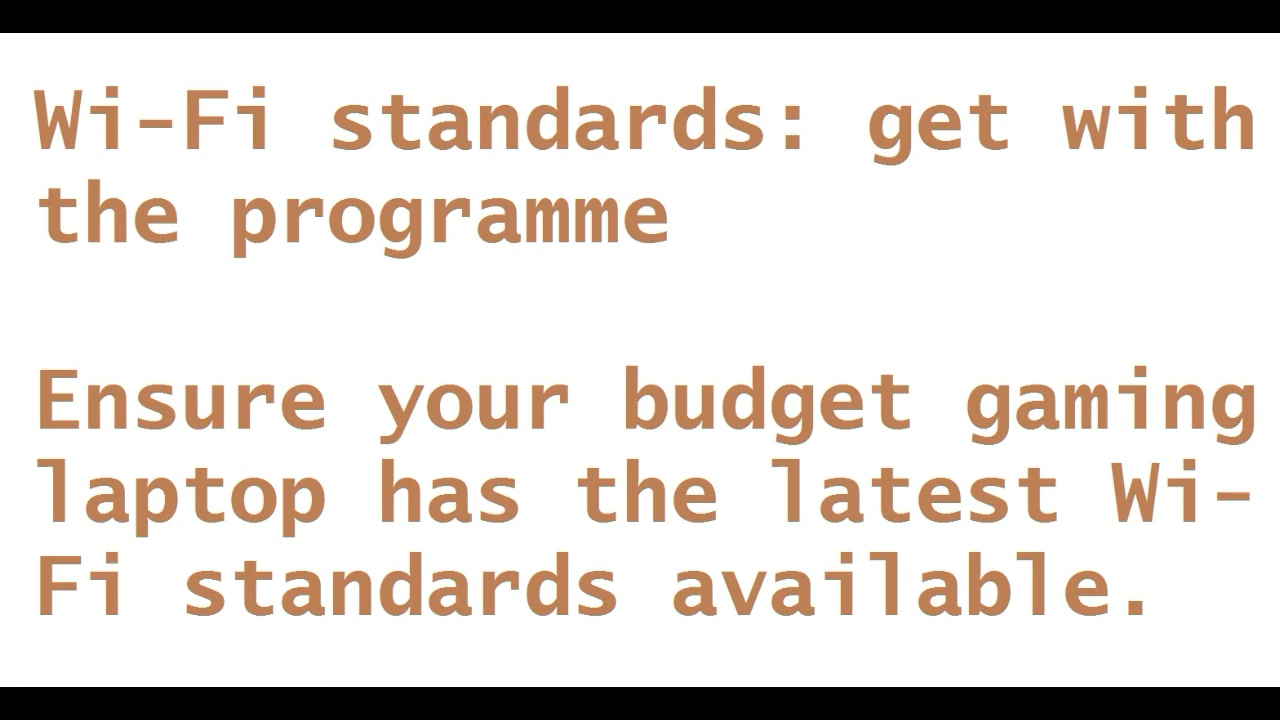 Wi-Fi standards: get with
the programme
Ensure your budget gaming
laptop has the latest Wi-
Fi standards available.